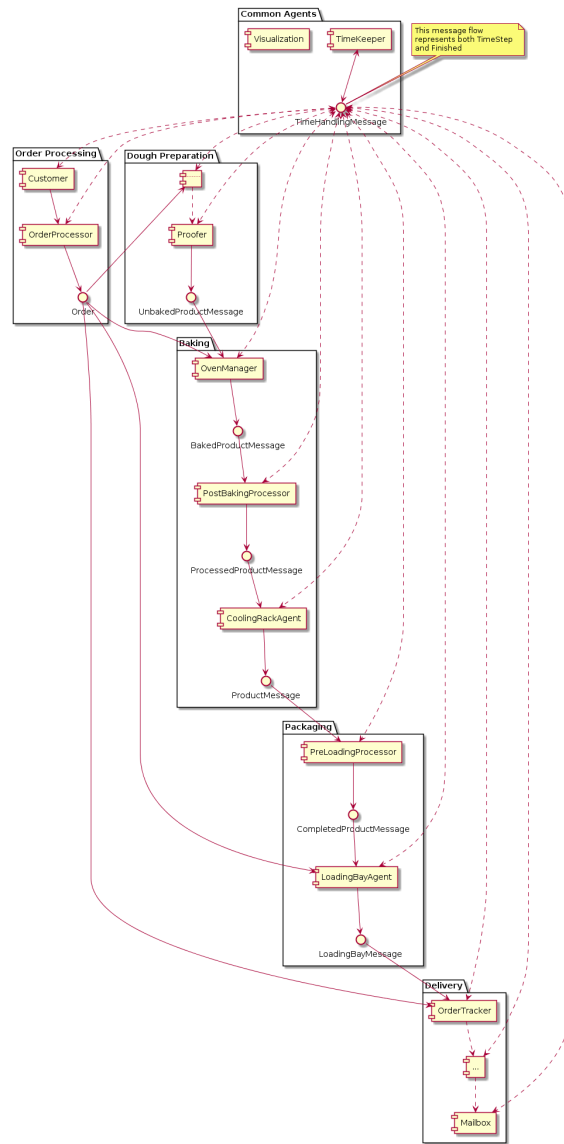 Common Agents
Visualization
TimeKeeper
This message flow
represents both TimeStep
and Finished
TimeHandlingMessage
Order Processing
Customer
OrderProcessor
Order
Dough Preparation
Proofer
UnbakedProductMessage
Baking
OvenManager
BakedProductMessage
PostBakingProcessor
ProcessedProductMessage
CoolingRackAgent
ProductMessage
Packaging
PreLoadingProcessor
CompletedProductMessage
LoadingBayAgent
LoadingBayMessage
Delivery
OrderTracker
...
Mailbox